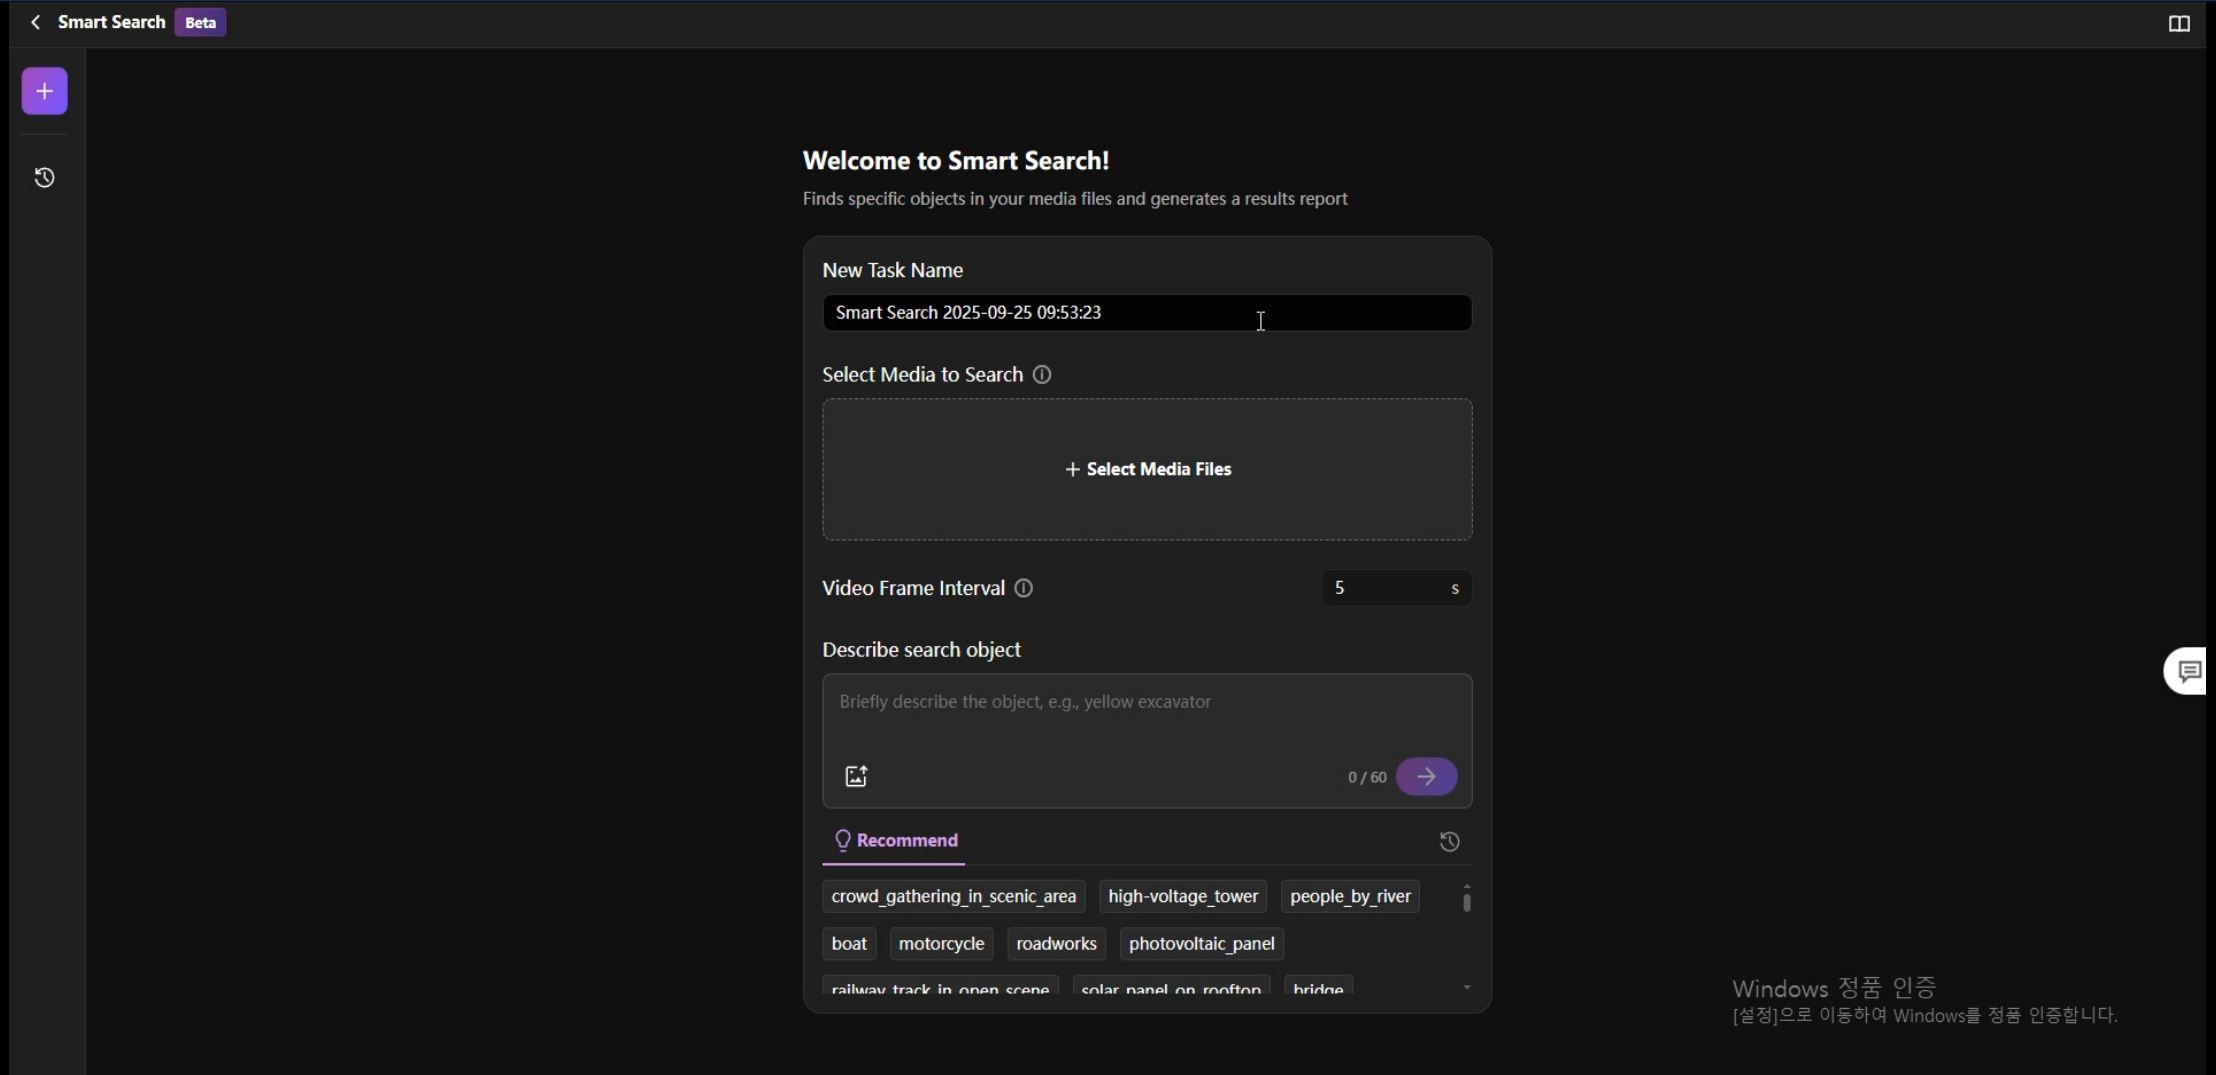 Smart Search Beta
Welcome to Smart Search!
Finds specific objects in your media files and generates a results report
New Task Name
Smart Search 2025-09-25 09:53:23
Select Media to Search
+ Select Media Files
Video Frame Interval
5 s
Describe search object
Briefly describe the object, e.g., yellow excavator
0 / 60
Recommend
crowd_gathering_in_scenic_area high-voltage_tower people_by_river
boat motorcycle roadworks photovoltaic_panel
railway_track_in_open_scene solar_panel_on_rooftop bridge
Windows 정품 인증
[설정]으로 이동하여 Windows를 정품 인증합니다.